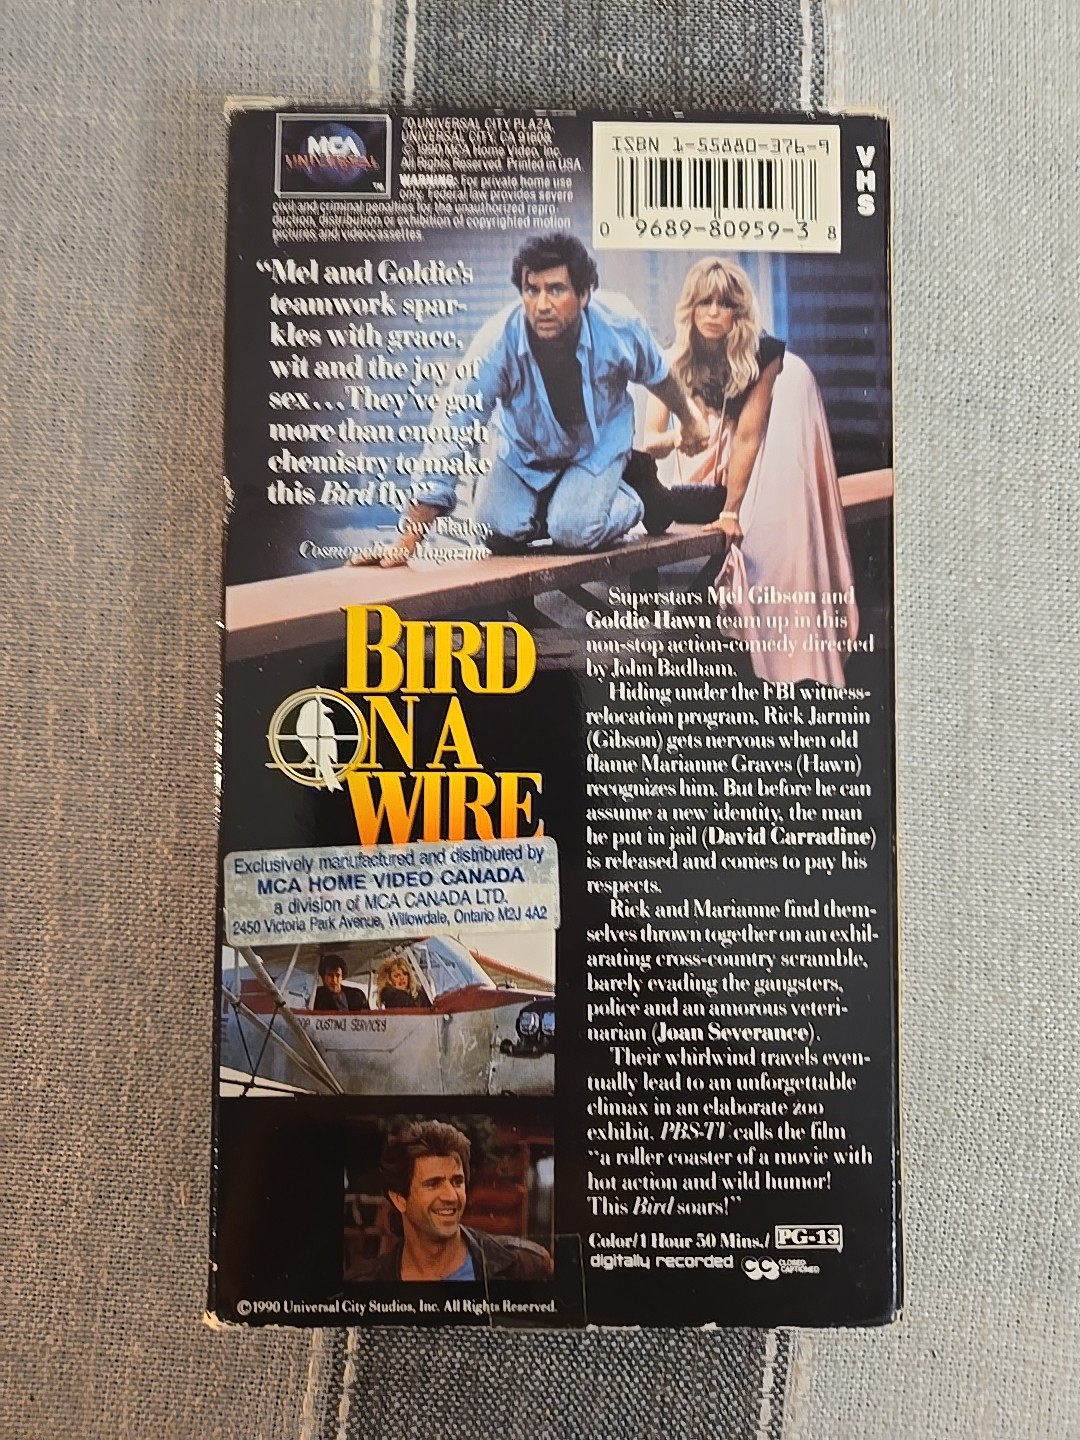 MCA
UNIVERSAL
TM
70 UNIVERSAL CITY PLAZA,
UNIVERSAL CITY, CA 91608.
© 1990 MCA Home Video, Inc.
All Rights Reserved. Printed in USA.
WARNING: For private home use
only. Federal law provides severe
civil and criminal penalties for the unauthorized repro-
duction, distribution or exhibition of copyrighted motion
pictures and videocassettes.
ISBN 1-55880-376-9
0 9689-80959-3 8
VHS
“Mel and Goldie's
teamwork spar-
kles with grace,
wit and the joy of
sex...They've got
more than enough
chemistry to make
this Bird fly!”
—Guy Flatley,
Cosmopolitan Magazine
BIRD
ON A
WIRE
Exclusively manufactured and distributed by
MCA HOME VIDEO CANADA
a division of MCA CANADA LTD.
2450 Victoria Park Avenue, Willowdale, Ontario M2J 4A2
OP DUSTING SERVICES
Superstars Mel Gibson and
Goldie Hawn team up in this
non-stop action-comedy directed
by John Badham.
Hiding under the FBI witness-
relocation program, Rick Jarmin
(Gibson) gets nervous when old
flame Marianne Graves (Hawn)
recognizes him. But before he can
assume a new identity, the man
he put in jail (David Carradine)
is released and comes to pay his
respects.
Rick and Marianne find them-
selves thrown together on an exhil-
arating cross-country scramble,
barely evading the gangsters,
police and an amorous veteri-
narian (Joan Severance).
Their whirlwind travels even-
tually lead to an unforgettable
climax in an elaborate zoo
exhibit. PBS-TV calls the film
“a roller coaster of a movie with
hot action and wild humor!
This Bird soars!”
Color/1 Hour 50 Mins./ PG-13
digitally recorded CC CLOSED
CAPTIONED
©1990 Universal City Studios, Inc. All Rights Reserved.